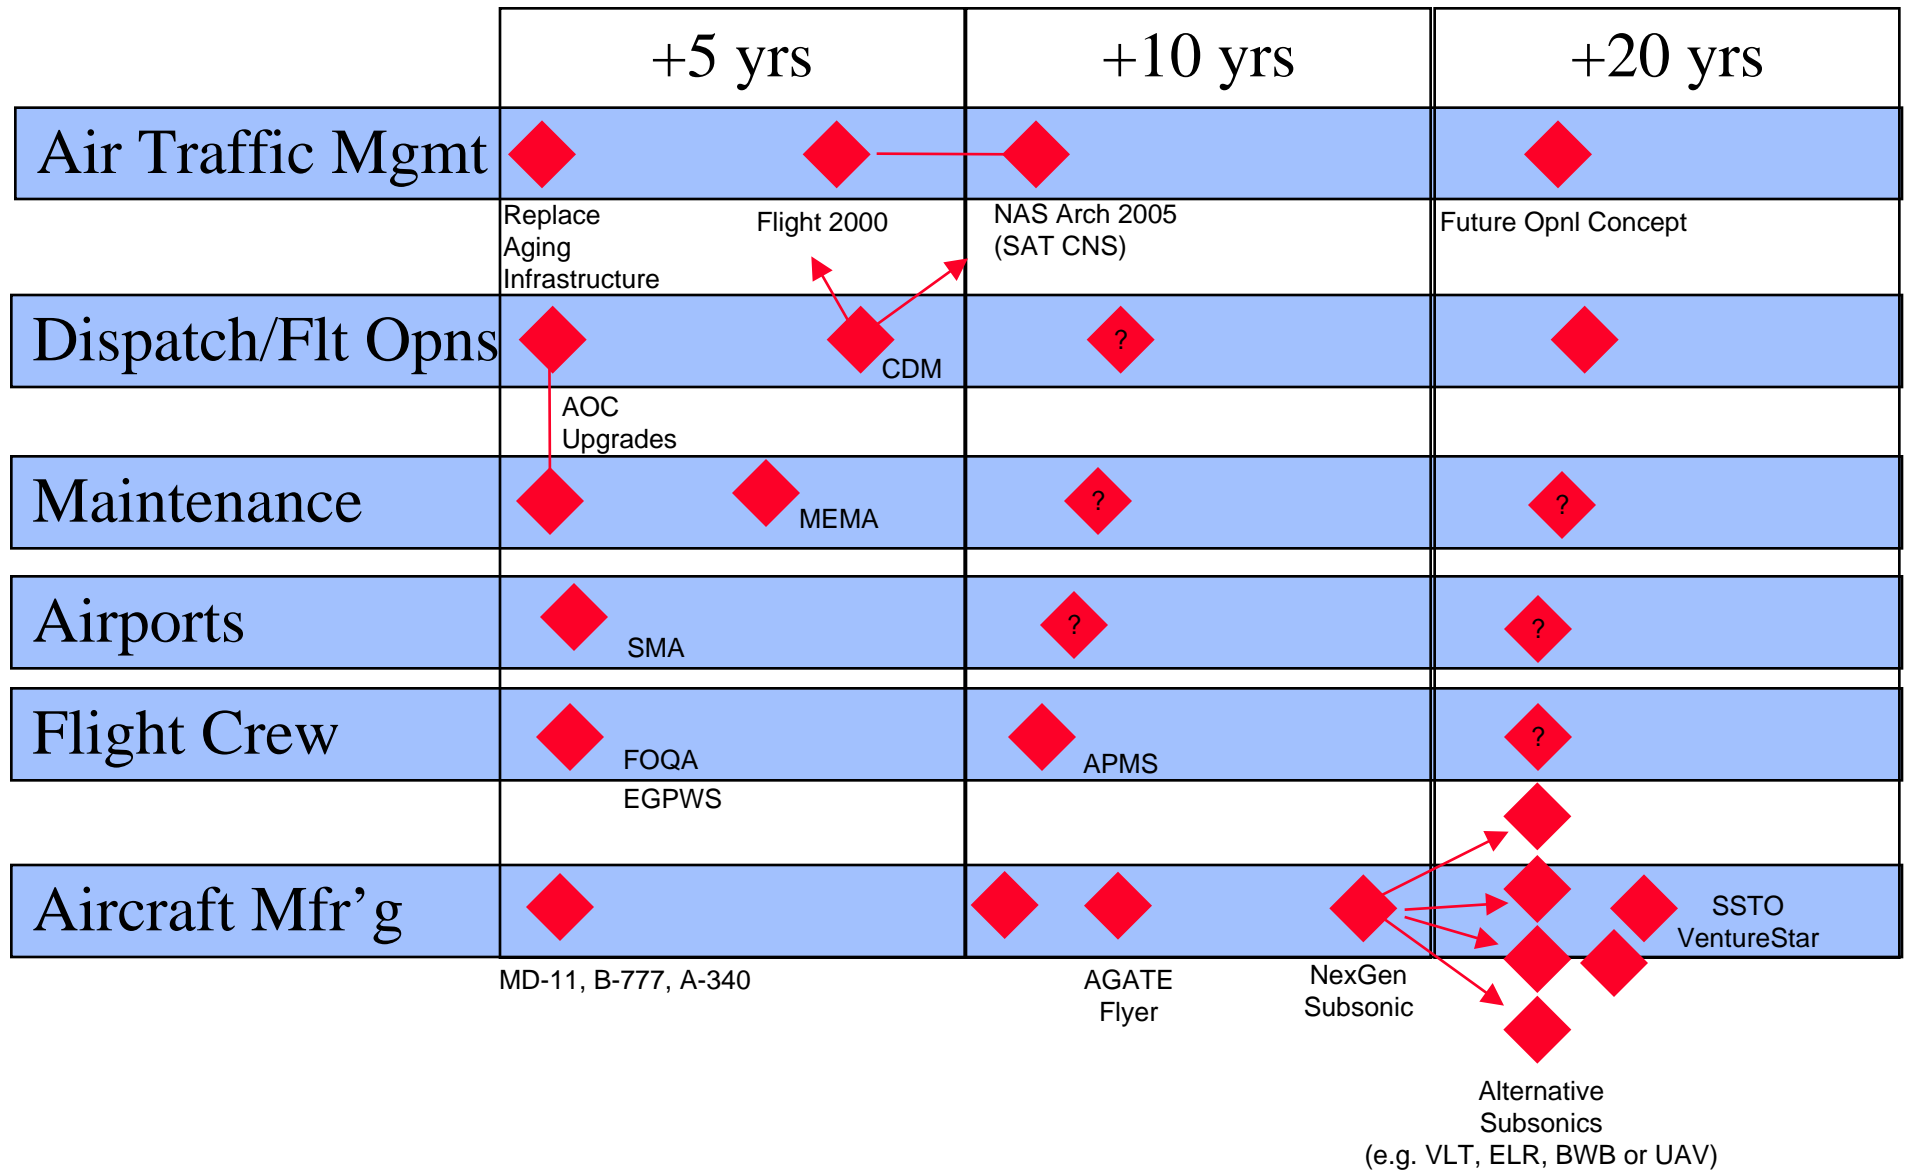 +5 yrs
+10 yrs
+20 yrs
Air Traffic Mgmt
Replace
Aging
Infrastructure
Flight 2000
NAS Arch 2005
(SAT CNS)
Future Opnl Concept
Dispatch/Flt Opns
CDM
?
AOC
Upgrades
Maintenance
MEMA
?
?
Airports
SMA
?
?
Flight Crew
FOQA
EGPWS
APMS
?
Aircraft Mfr’g
SSTO
VentureStar
MD-11, B-777, A-340
AGATE
Flyer
NexGen
Subsonic
Alternative
Subsonics
(e.g. VLT, ELR, BWB or UAV)